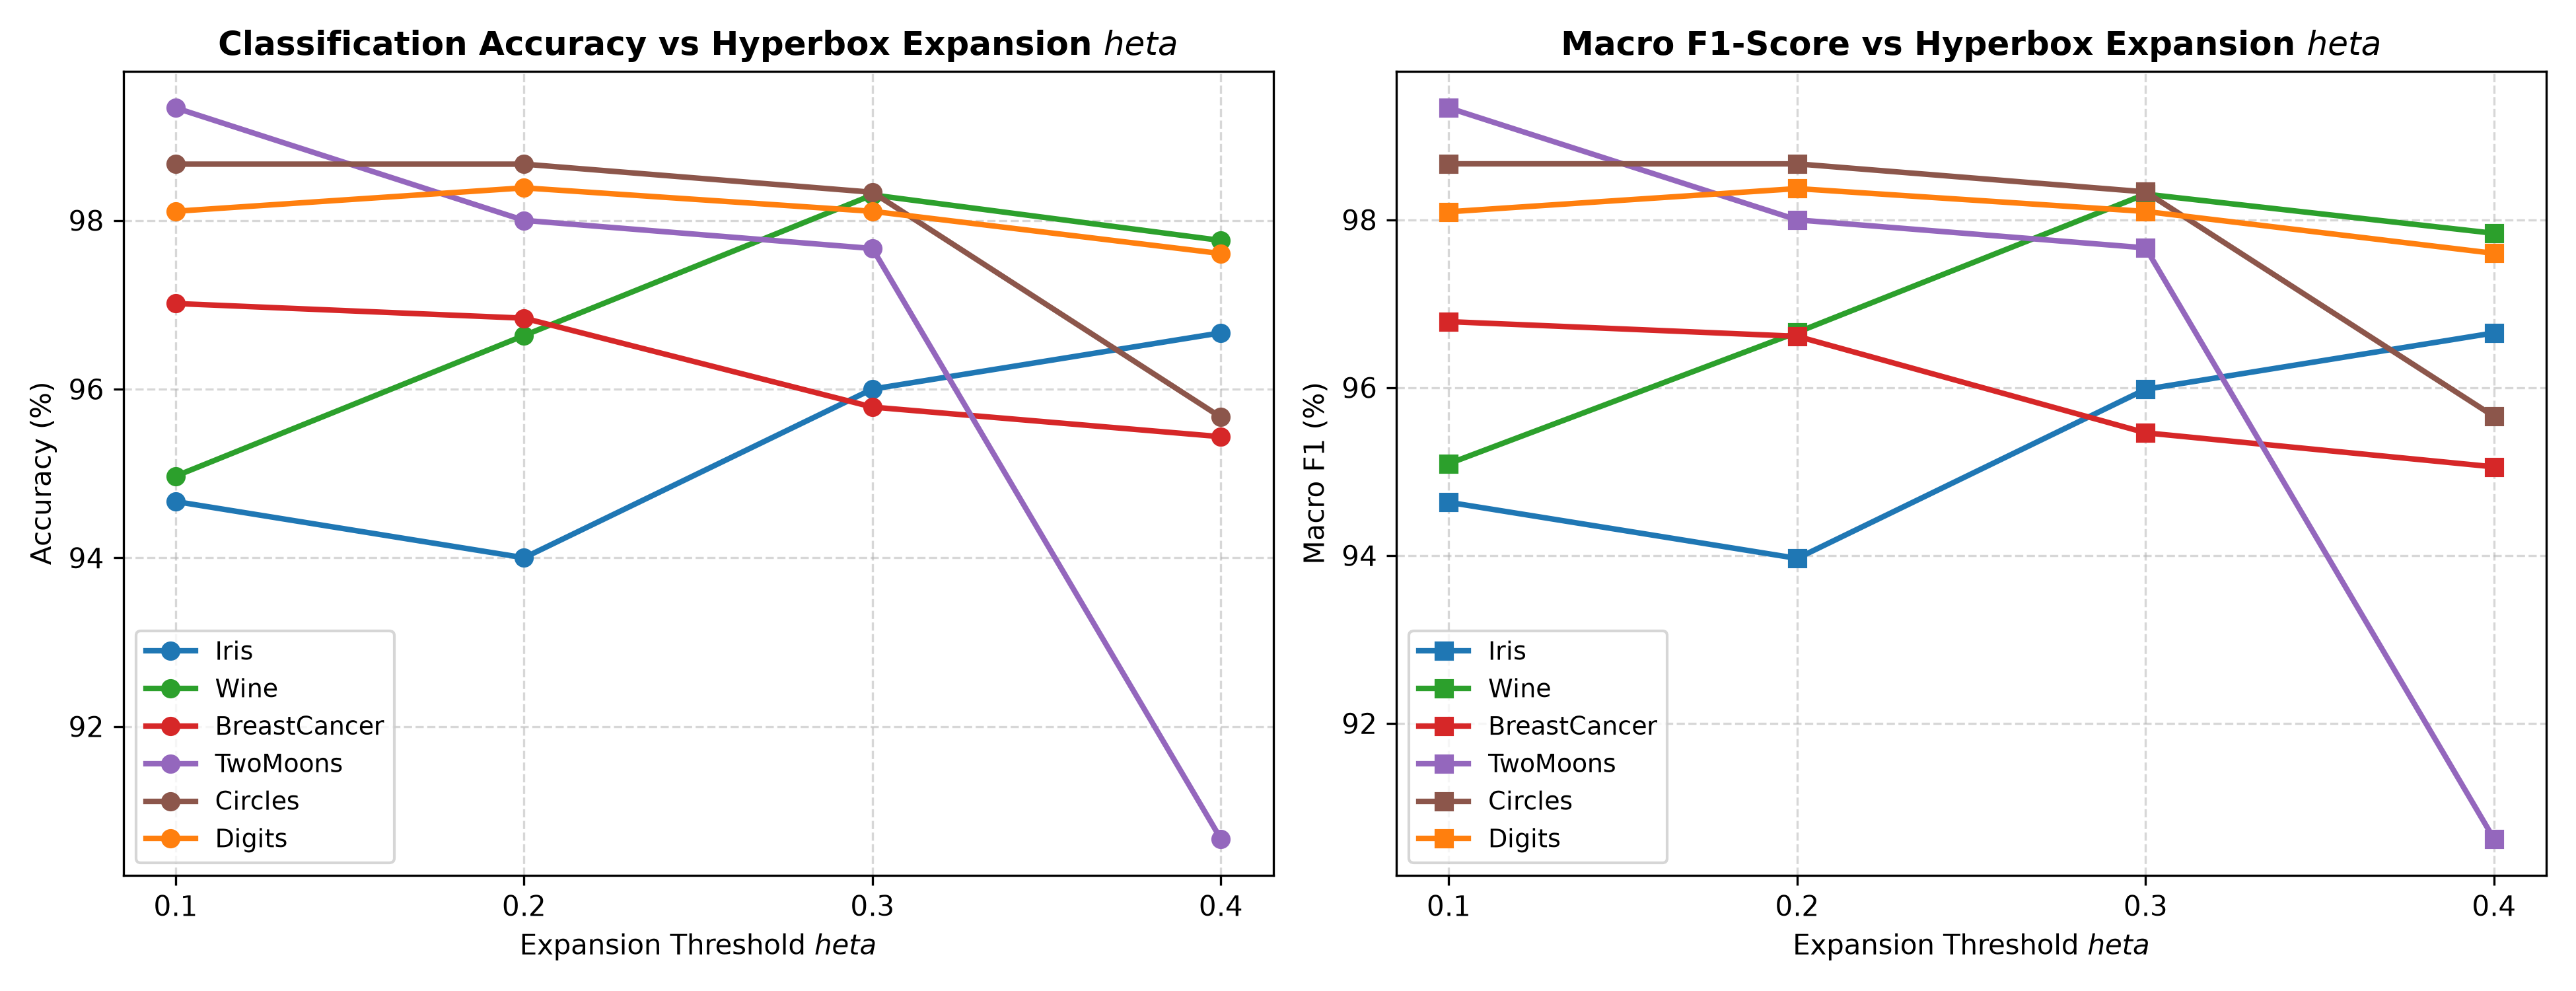 Classification Accuracy vs Hyperbox Expansion heta
Accuracy (%)
98
96
94
92
Iris
Wine
BreastCancer
TwoMoons
Circles
Digits
0.1 0.2 0.3 0.4
Expansion Threshold heta
Macro F1-Score vs Hyperbox Expansion heta
Macro F1 (%)
98
96
94
92
Iris
Wine
BreastCancer
TwoMoons
Circles
Digits
0.1 0.2 0.3 0.4
Expansion Threshold heta